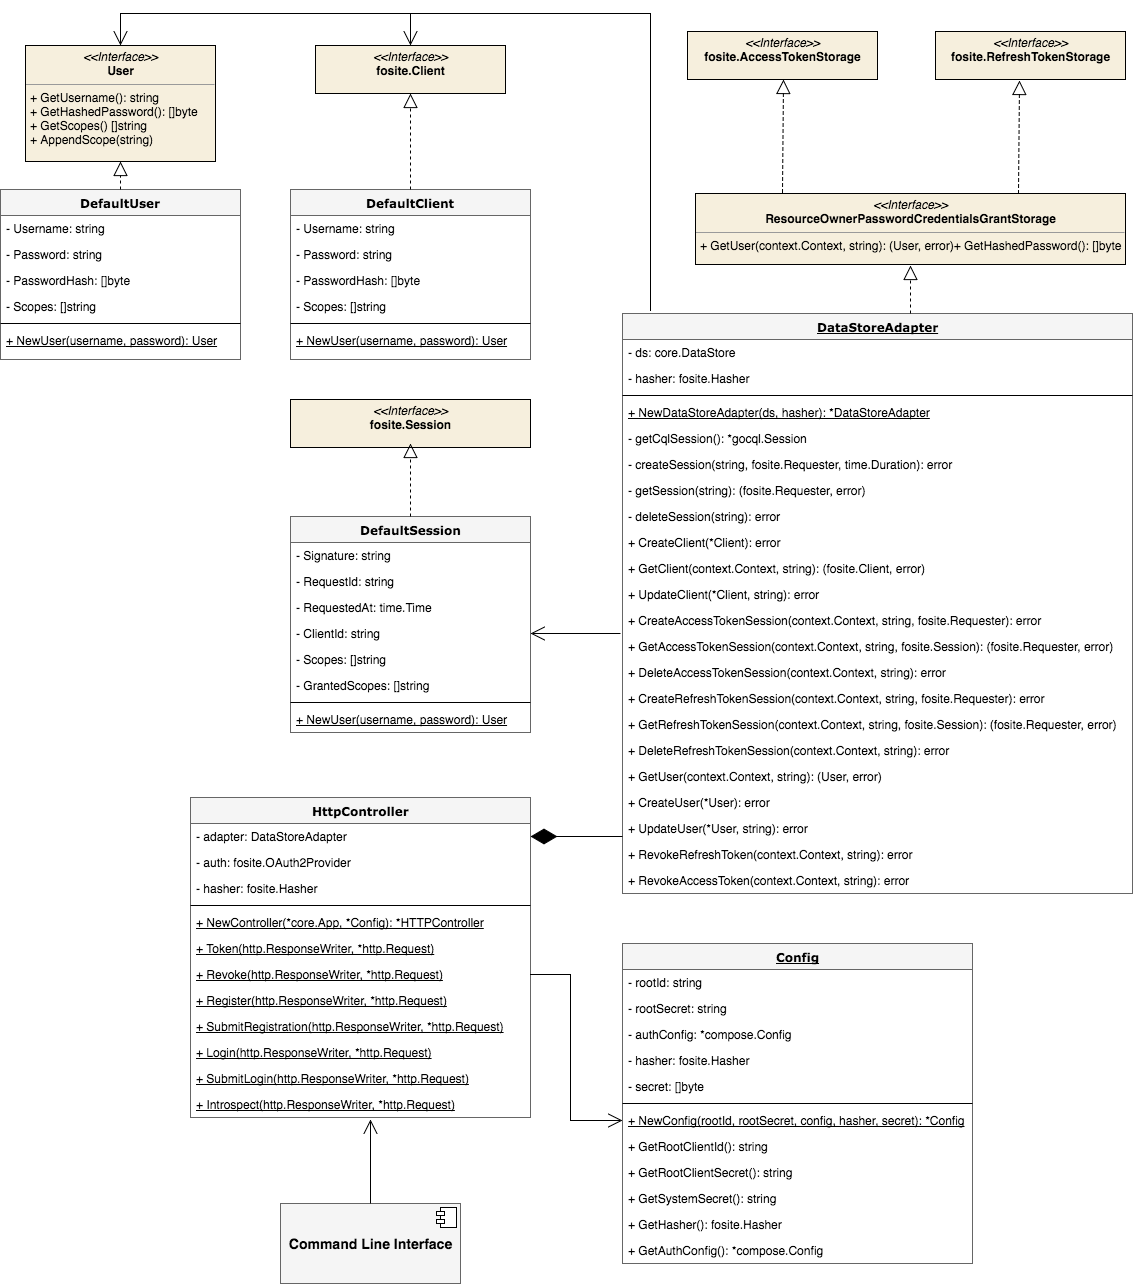 <<Interface>>
User
+ GetUsername(): string
+ GetHashedPassword(): []byte
+ GetScopes() []string
+ AppendScope(string)
<<Interface>>
fosite.Client
<<Interface>>
fosite.AccessTokenStorage
<<Interface>>
fosite.RefreshTokenStorage
DefaultUser
- Username: string
- Password: string
- PasswordHash: []byte
- Scopes: []string
+ NewUser(username, password): User
DefaultClient
- Username: string
- Password: string
- PasswordHash: []byte
- Scopes: []string
+ NewUser(username, password): User
<<Interface>>
ResourceOwnerPasswordCredentialsGrantStorage
+ GetUser(context.Context, string): (User, error)+ GetHashedPassword(): []byte
DataStoreAdapter
- ds: core.DataStore
- hasher: fosite.Hasher
+ NewDataStoreAdapter(ds, hasher): *DataStoreAdapter
- getCqlSession(): *gocql.Session
- createSession(string, fosite.Requester, time.Duration): error
- getSession(string): (fosite.Requester, error)
- deleteSession(string): error
+ CreateClient(*Client): error
+ GetClient(context.Context, string): (fosite.Client, error)
+ UpdateClient(*Client, string): error
+ CreateAccessTokenSession(context.Context, string, fosite.Requester): error
+ GetAccessTokenSession(context.Context, string, fosite.Session): (fosite.Requester, error)
+ DeleteAccessTokenSession(context.Context, string): error
+ CreateRefreshTokenSession(context.Context, string, fosite.Requester): error
+ GetRefreshTokenSession(context.Context, string, fosite.Session): (fosite.Requester, error)
+ DeleteRefreshTokenSession(context.Context, string): error
+ GetUser(context.Context, string): (User, error)
+ CreateUser(*User): error
+ UpdateUser(*User, string): error
+ RevokeRefreshToken(context.Context, string): error
+ RevokeAccessToken(context.Context, string): error
<<Interface>>
fosite.Session
DefaultSession
- Signature: string
- RequestId: string
- RequestedAt: time.Time
- ClientId: string
- Scopes: []string
- GrantedScopes: []string
+ NewUser(username, password): User
HttpController
- adapter: DataStoreAdapter
- auth: fosite.OAuth2Provider
- hasher: fosite.Hasher
+ NewController(*core.App, *Config): *HTTPController
+ Token(http.ResponseWriter, *http.Request)
+ Revoke(http.ResponseWriter, *http.Request)
+ Register(http.ResponseWriter, *http.Request)
+ SubmitRegistration(http.ResponseWriter, *http.Request)
+ Login(http.ResponseWriter, *http.Request)
+ SubmitLogin(http.ResponseWriter, *http.Request)
+ Introspect(http.ResponseWriter, *http.Request)
Config
- rootId: string
- rootSecret: string
- authConfig: *compose.Config
- hasher: fosite.Hasher
- secret: []byte
+ NewConfig(rootId, rootSecret, config, hasher, secret): *Config
+ GetRootClientId(): string
+ GetRootClientSecret(): string
+ GetSystemSecret(): string
+ GetHasher(): fosite.Hasher
+ GetAuthConfig(): *compose.Config
Command Line Interface